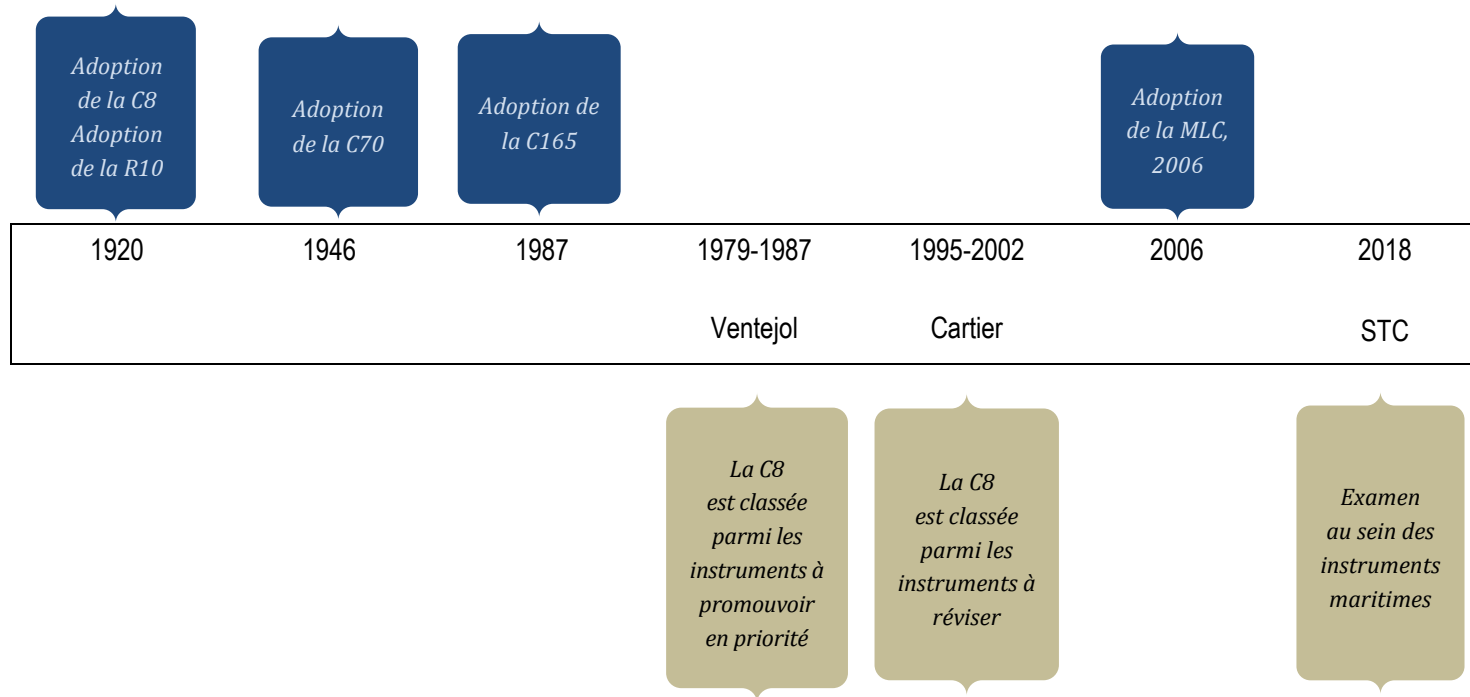 Adoption
de la C8
Adoption
de la R10
Adoption
de la C70
Adoption de
la C165
Adoption
de la MLC,
2006
1920
1946
1987
1979-1987
1995-2002
2006
2018
Ventejol
Cartier
STC
La C8
est classée
parmi les
instruments à
promouvoir
en priorité
La C8
est classée
parmi les
instruments à
réviser
Examen
au sein des
instruments
maritimes